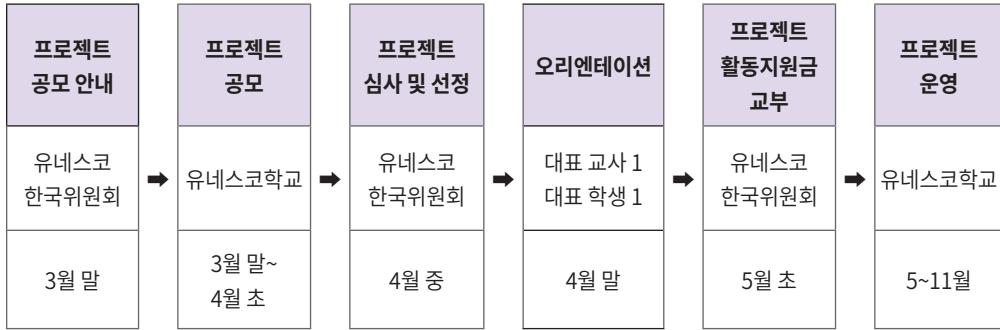 프로젝트
공모 안내
유네스코
한국위원회
3월 말
➡
프로젝트
공모
유네스코학교
3월 말~
4월 초
➡
프로젝트
심사 및 선정
유네스코
한국위원회
4월 중
➡
오리엔테이션
대표 교사 1
대표 학생 1
4월 말
➡
프로젝트
활동지원금
교부
유네스코
한국위원회
5월 초
➡
프로젝트
운영
유네스코학교
5~11월